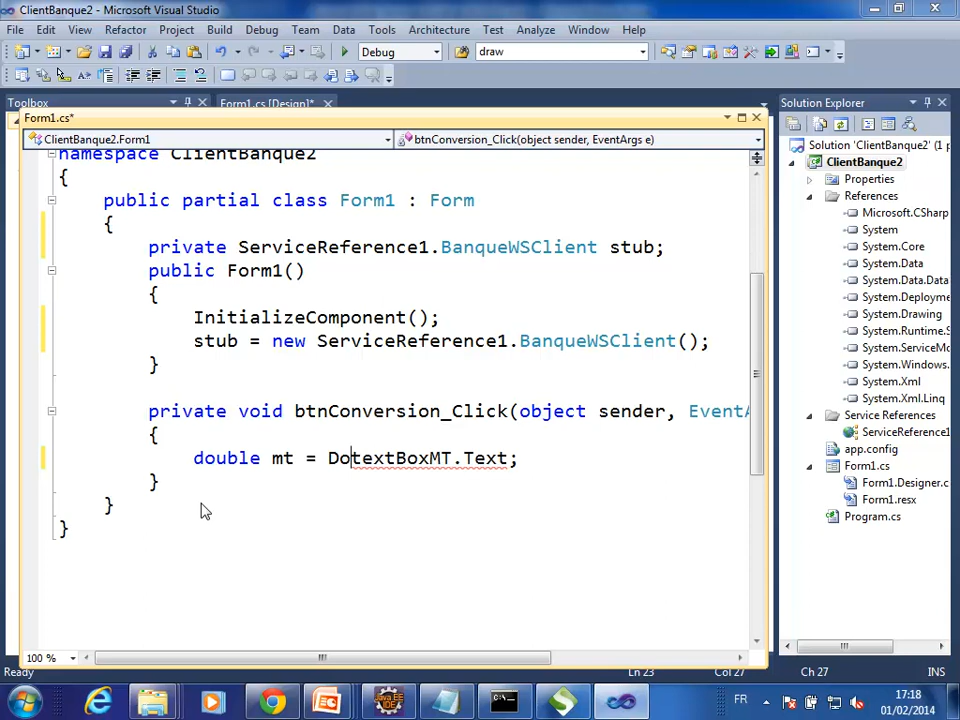 ClientBanque2 - Microsoft Visual Studio
File Edit View Refactor Project Build Debug Team Data Tools Architecture Test Analyze Window Help
Debug draw
Toolbox Form1.cs [Design]* Solution Explorer
Form1.cs*
ClientBanque2.Form1 btnConversion_Click(object sender, EventArgs e)
namespace ClientBanque2
{
public partial class Form1 : Form
{
private ServiceReference1.BanqueWSClient stub;
public Form1()
{
InitializeComponent();
stub = new ServiceReference1.BanqueWSClient();
}
private void btnConversion_Click(object sender, EventA
{
double mt = DotextBoxMT.Text;
}
}
}
Solution 'ClientBanque2' (1 p
ClientBanque2
Properties
References
Microsoft.CSharp
System
System.Core
System.Data
System.Data.Data
System.Deployme
System.Drawing
System.Runtime.S
System.ServiceMo
System.Windows.
System.Xml
System.Xml.Linq
Service References
ServiceReference1
app.config
Form1.cs
Form1.Designer.c
Form1.resx
Program.cs
100 %
Ready Ln 23 Col 27 Ch 27 INS
FR 17:18
01/02/2014